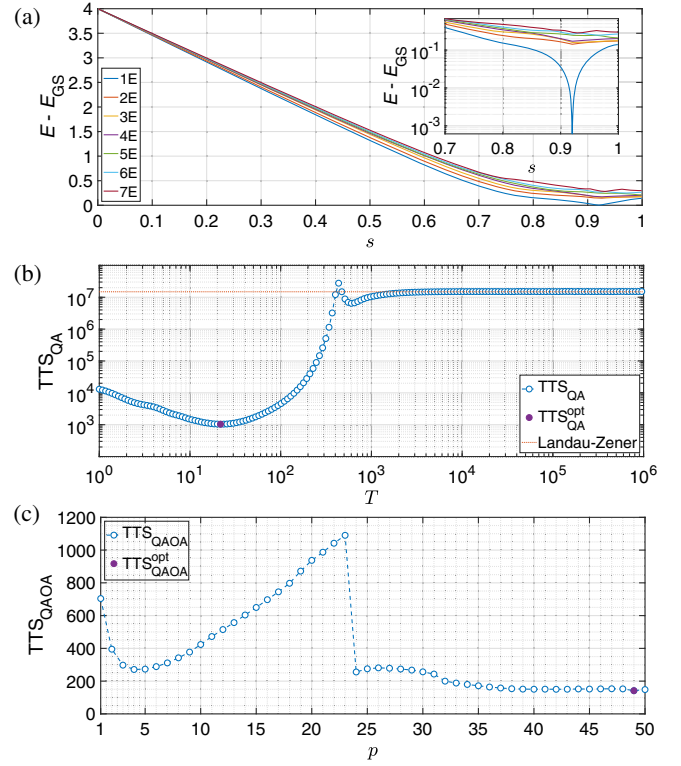 (a)
4
3.5
3
2.5
2
1.5
1
0.5
0
E - E_GS
1E
2E
3E
4E
5E
6E
7E
0 0.1 0.2 0.3 0.4 0.5 0.6 0.7 0.8 0.9 1
s
10^-1
10^-2
10^-3
E - E_GS
0.7 0.8 0.9 1
s
(b)
10^7
10^6
10^5
10^4
10^3
TTS_QA
TTS_QA
TTS_QA^opt
Landau-Zener
10^0 10^1 10^2 10^3 10^4 10^5 10^6
T
(c)
1200
1000
800
600
400
200
0
TTS_QAOA
TTS_QAOA
TTS_QAOA^opt
1 5 10 15 20 25 30 35 40 45 50
p